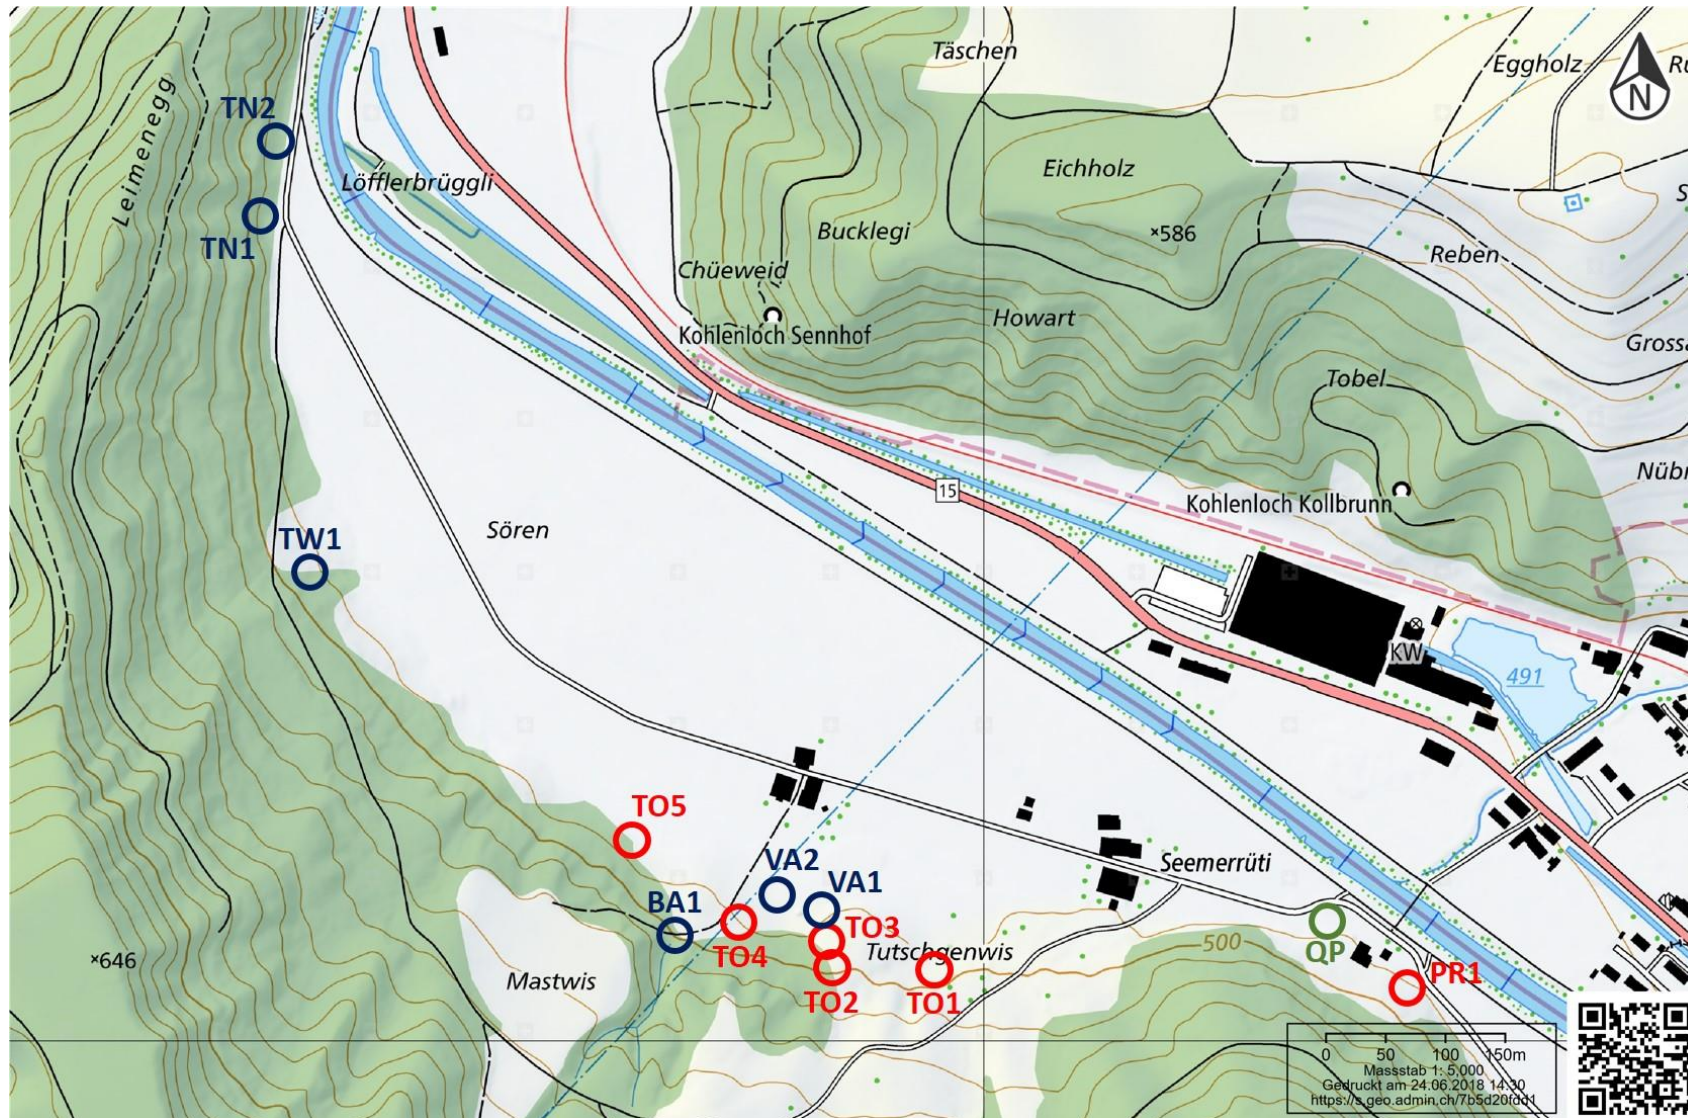 Täschen
Eggholz
N
TN2
Leimenegg
Löfflerbrüggli
Eichholz
TN1
Bucklegi
×586
Reben
Chüeweid
Kohlenloch Sennhof
Howart
Tobel
15
Kohlenloch Kollbrunn
TW1
Sören
KW
491
TO5
VA2
VA1
Seemerrüti
BA1
TO3
TO4
Tutschgenwis
500
QP
×646
Mastwis
TO2
TO1
PR1
0 50 100 150m
Massstab 1: 5,000
Gedruckt am 24.06.2018 14:30
https://s.geo.admin.ch/7b5d20fdd1